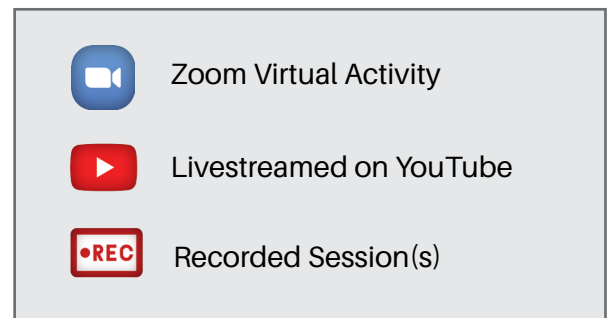 Zoom Virtual Activity
Livestreamed on YouTube
•REC
Recorded Session(s)